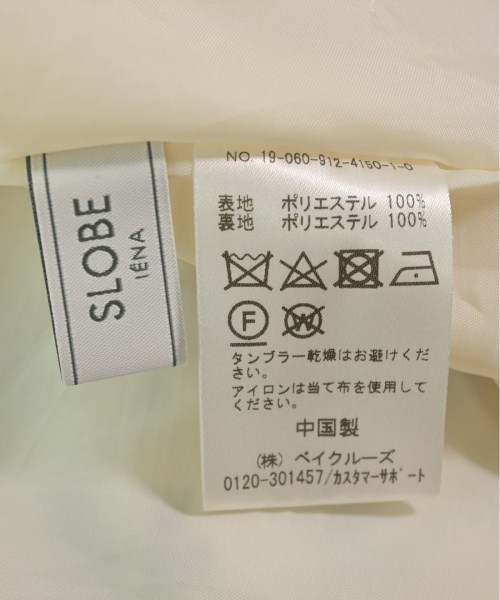 SLOBE
IÉNA
NO. 19-060-912-4150-1-0
表地 ポリエステル 100%
裏地 ポリエステル 100%
F
W
タンブラー乾燥はお避けくだ
さい。
アイロンは当て布を使用して
ください。
中国製
(株) ベイクルーズ
0120-301457/カスタマーサポート